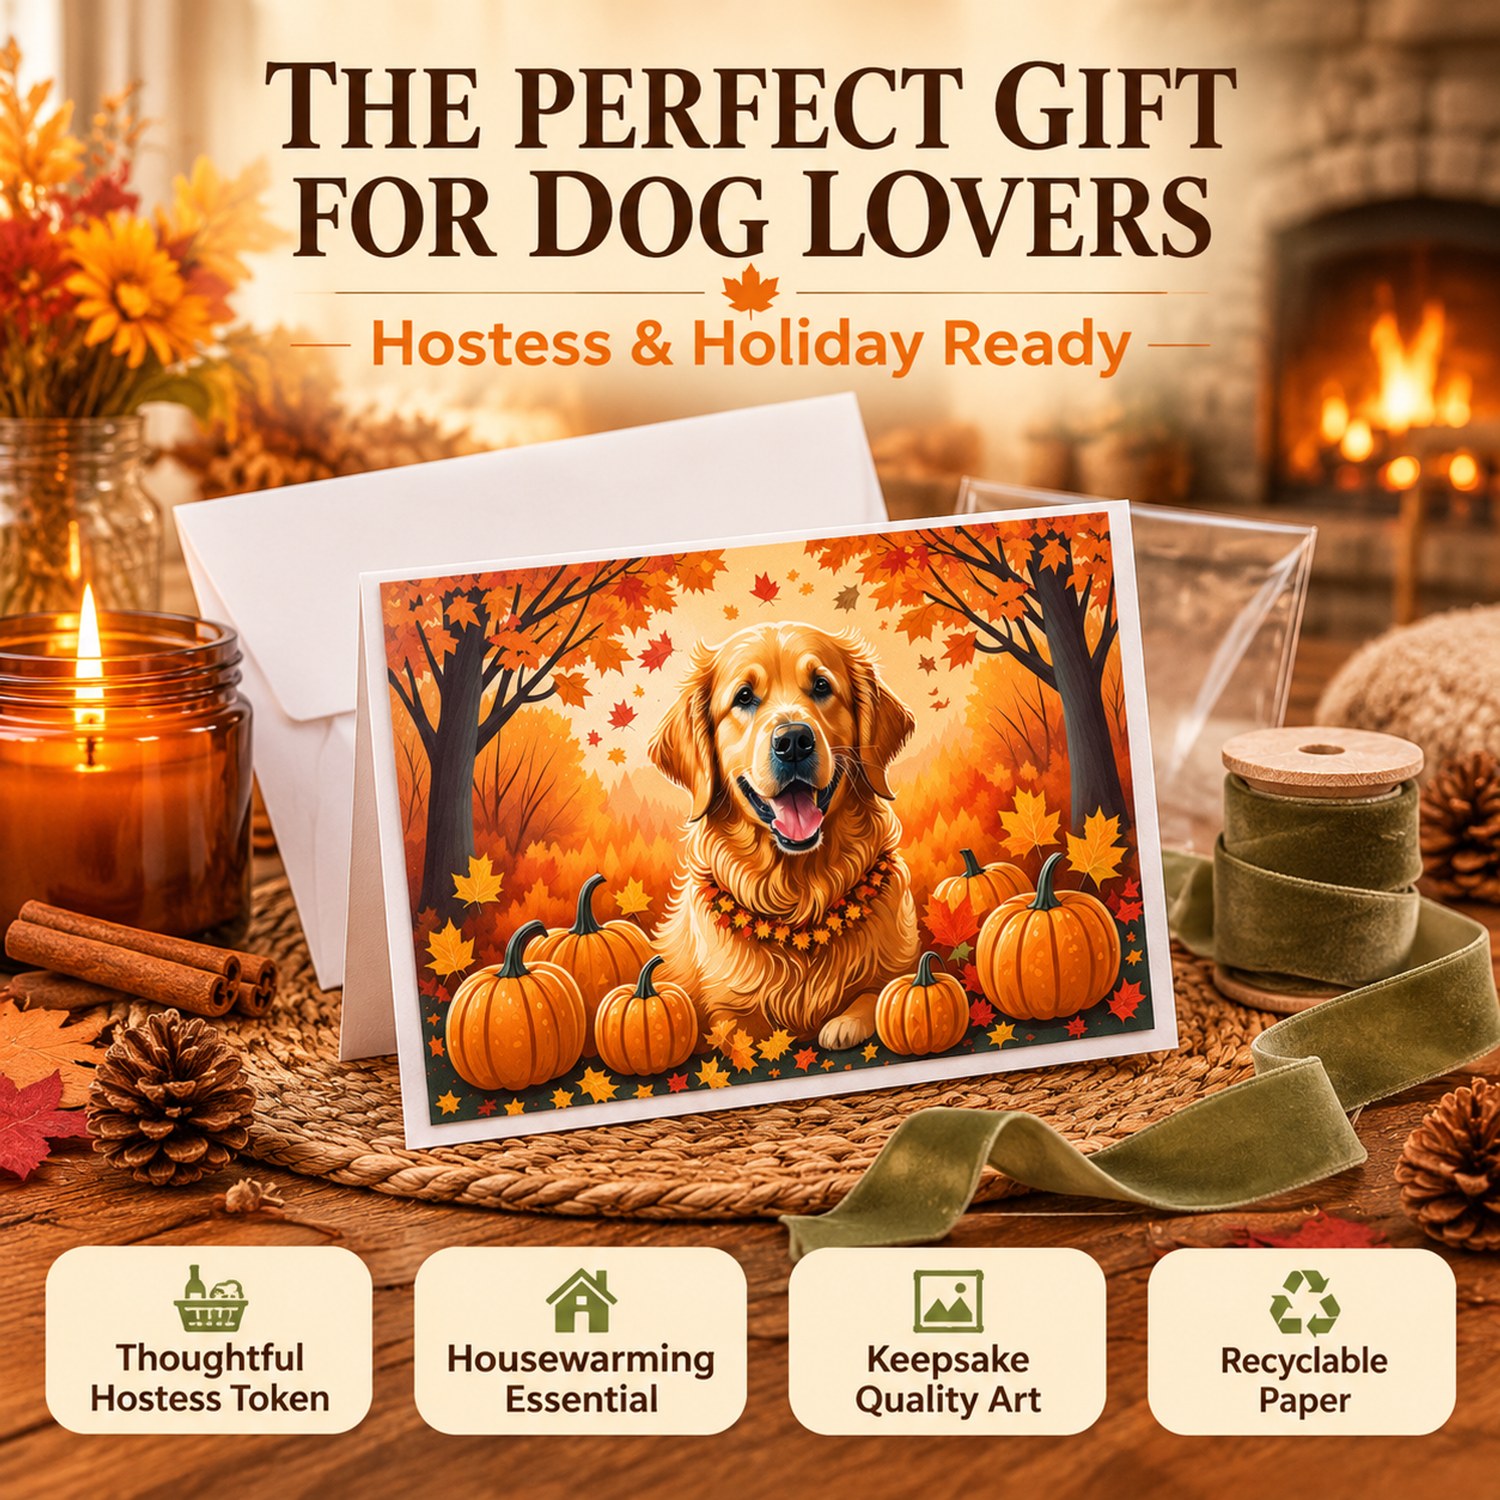 THE PERFECT GIFT
FOR DOG LOVERS
Hostess & Holiday Ready
Thoughtful
Hostess Token
Housewarming
Essential
Keepsake
Quality Art
Recyclable
Paper